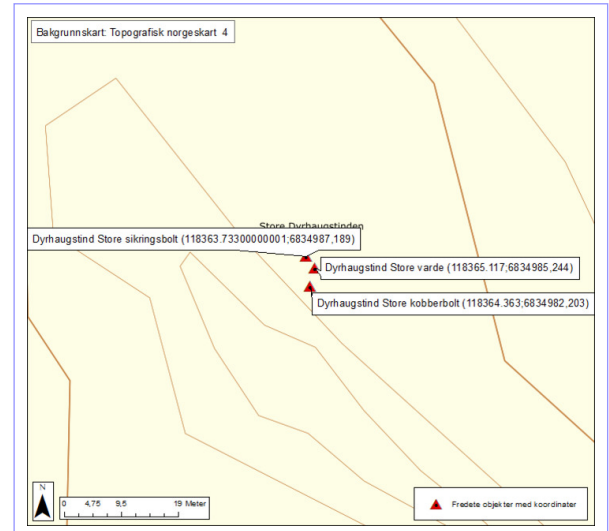 Bakgrunnskart: Topografisk norgeskart 4
Store Dyrhaugstinden
Dyrhaugstind Store sikringsbolt (118363.73300000001;6834987,189)
Dyrhaugstind Store varde (118365.117;6834985,244)
Dyrhaugstind Store kobberbolt (118364.363;6834982,203)
N
0 4,75 9,5 19 Meter
Fredete objekter med koordinater